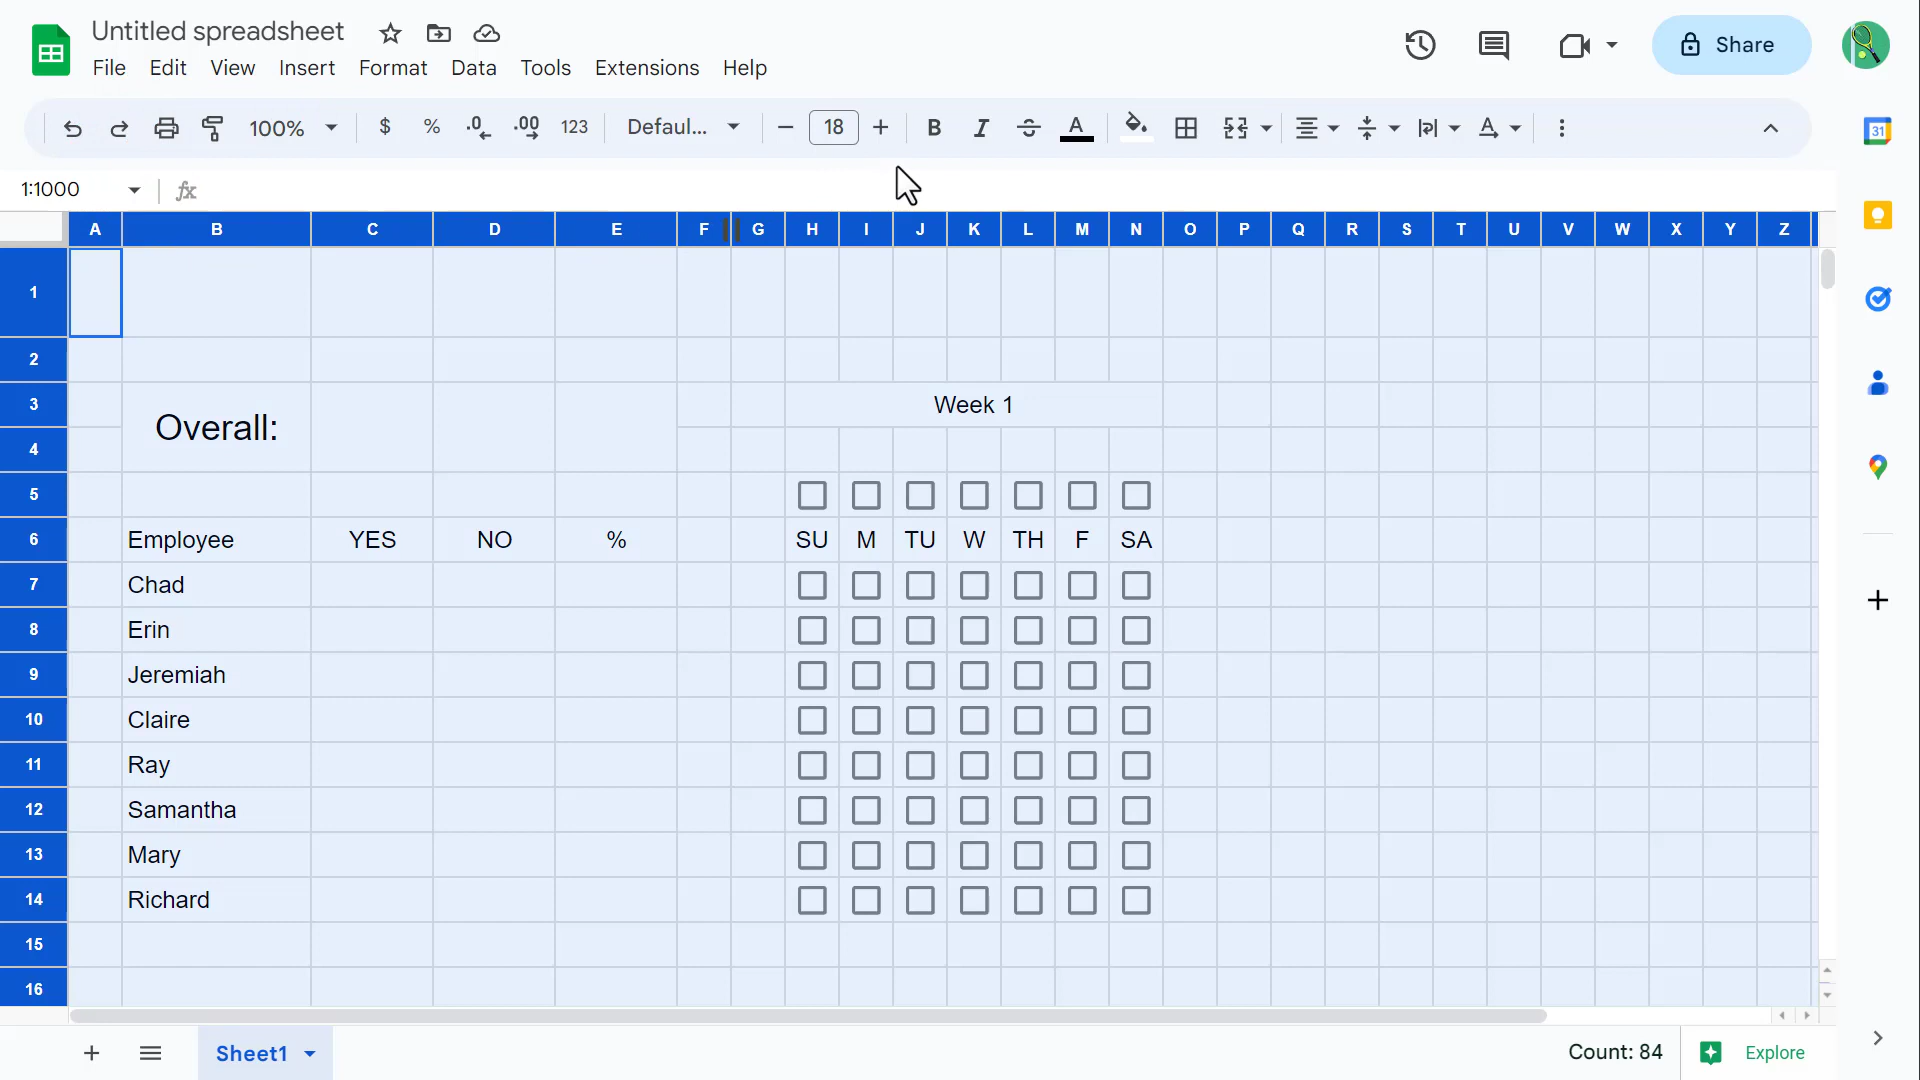 Untitled spreadsheet
File Edit View Insert Format Data Tools Extensions Help
Share
100% $ % .0 .00 123 Defaul... 18 B I S A A
31
1:1000 fx
A B C D E F G H I J K L M N O P Q R S T U V W X Y Z
1
2
3 Week 1
Overall:
4
5
6 Employee YES NO % SU M TU W TH F SA
7 Chad
8 Erin
9 Jeremiah
10 Claire
11 Ray
12 Samantha
13 Mary
14 Richard
15
16
Sheet1 Count: 84 Explore